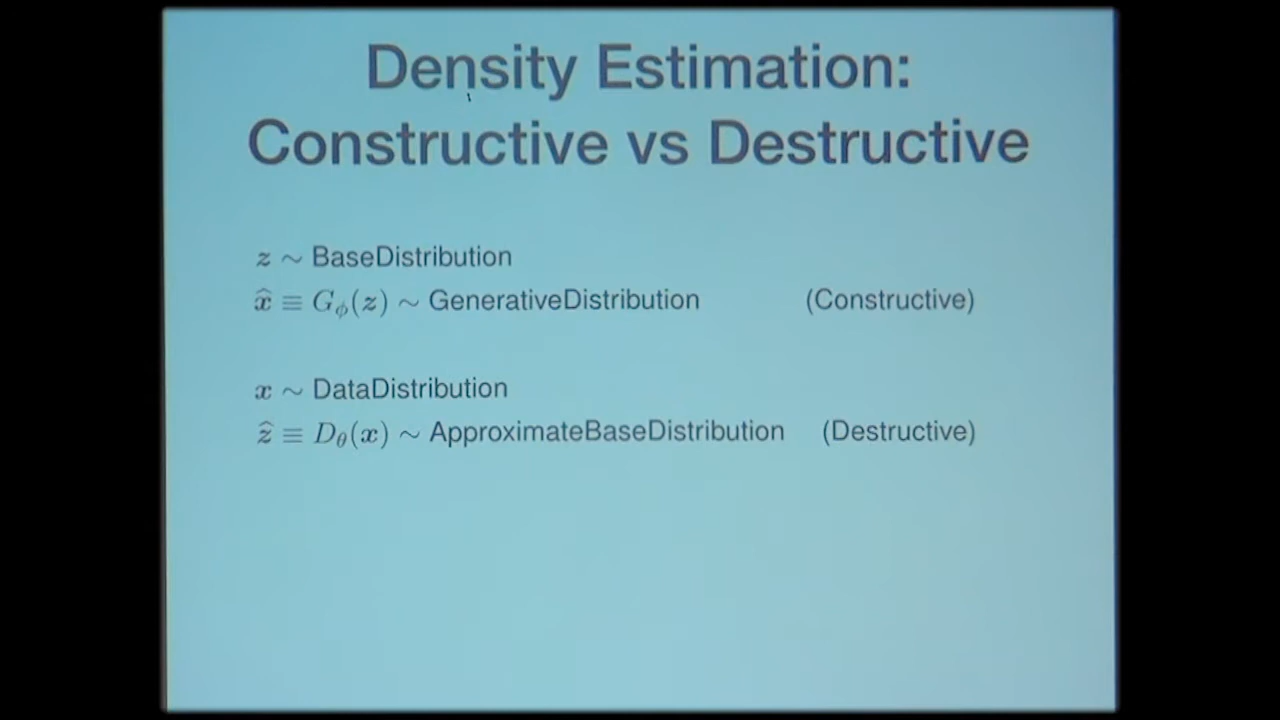 Density Estimation:
Constructive vs Destructive
z ~ BaseDistribution
x̂ ≡ G_ϕ(z) ~ GenerativeDistribution (Constructive)
x ~ DataDistribution
ẑ ≡ D_θ(x) ~ ApproximateBaseDistribution (Destructive)